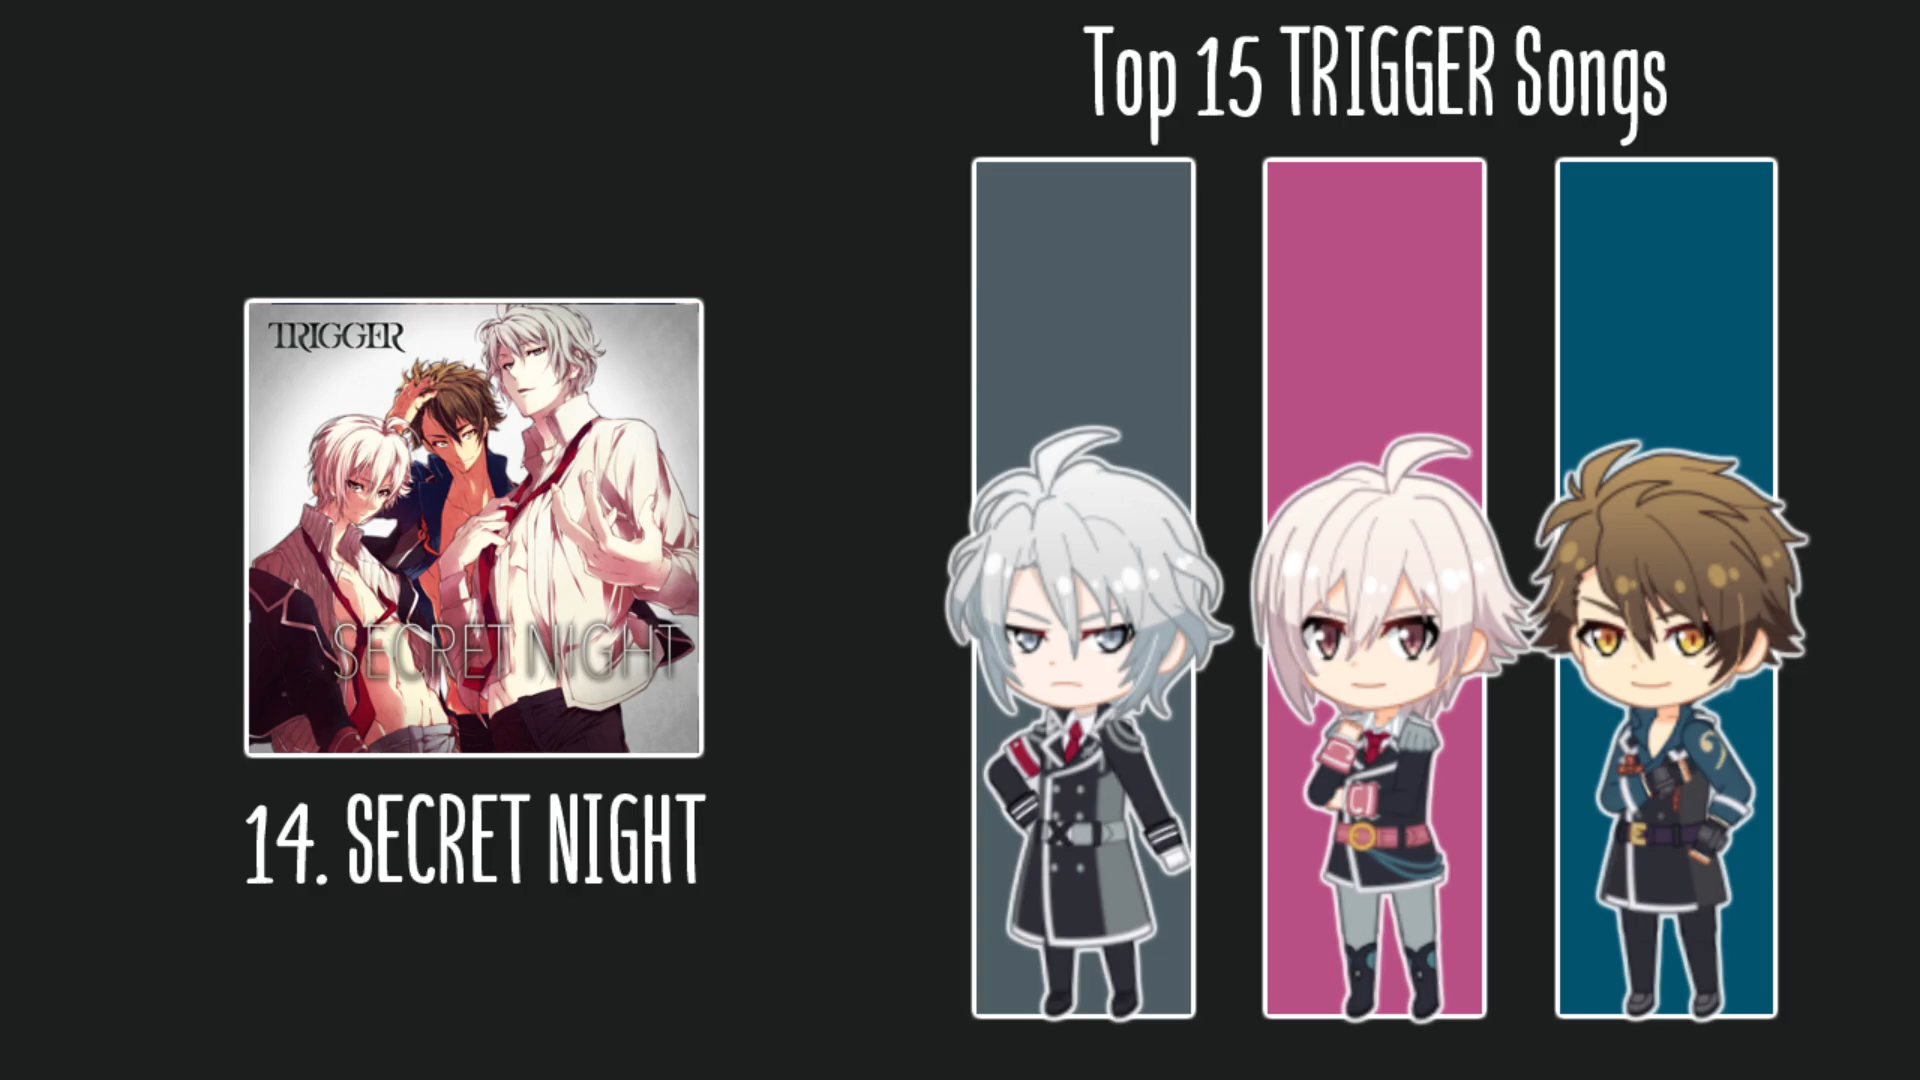 Top 15 TRIGGER Songs
TRIGGER
SECRET NIGHT
14. SECRET NIGHT